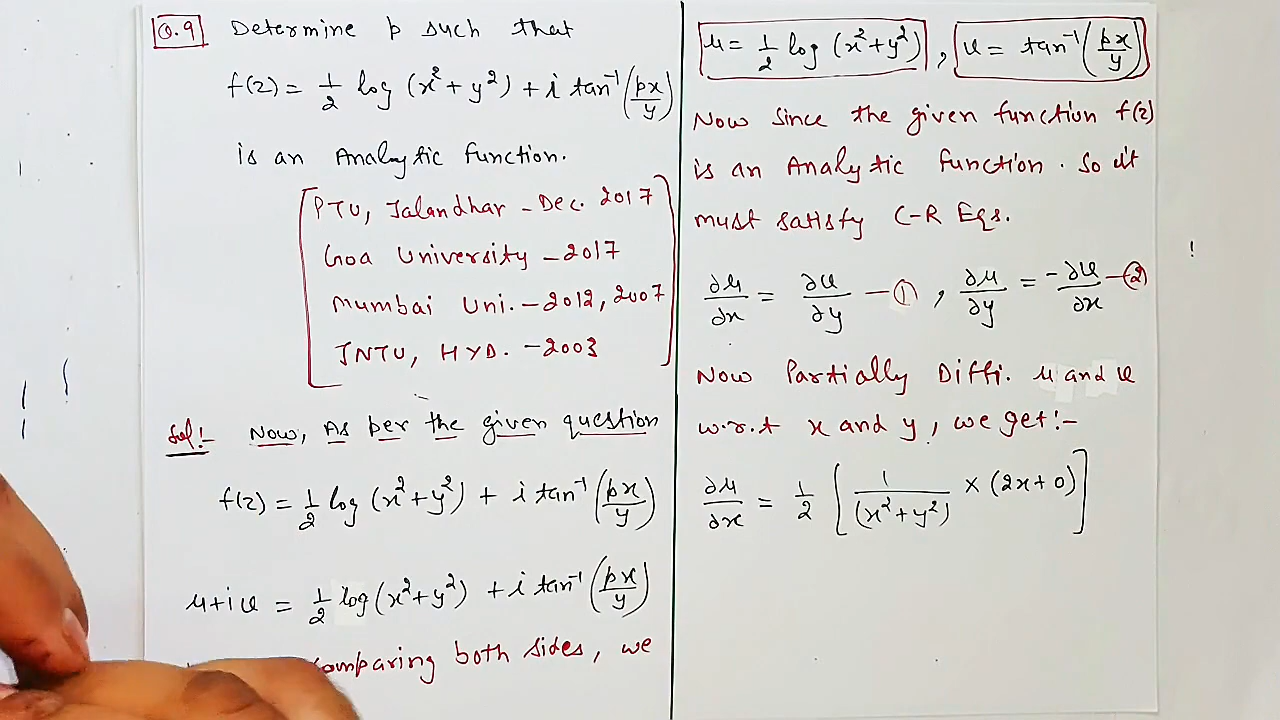 Q.9 Determine p such that
f(z) = 1/2 log (x² + y²) + i tan⁻¹ (px/y)
is an Analytic function.
[PTU, Jalandhar - Dec. 2017
Goa University - 2017
Mumbai Uni. - 2012, 2007
JNTU, HYD. - 2003]
Sol:- Now, As per the given question
f(z) = 1/2 log (x² + y²) + i tan⁻¹ (px/y)
u + iv = 1/2 log (x² + y²) + i tan⁻¹ (px/y)
comparing both sides, we
u = 1/2 log (x² + y²) , v = tan⁻¹ (px/y)
Now since the given function f(z)
is an Analytic function. So it
must satisfy C-R Eqs.
∂u/∂x = ∂v/∂y - ① , ∂u/∂y = -∂v/∂x - ②
Now Partially Diffi. u and v
w.r.t x and y, we get:-
∂u/∂x = 1/2 [1/(x² + y²) × (2x + 0)]